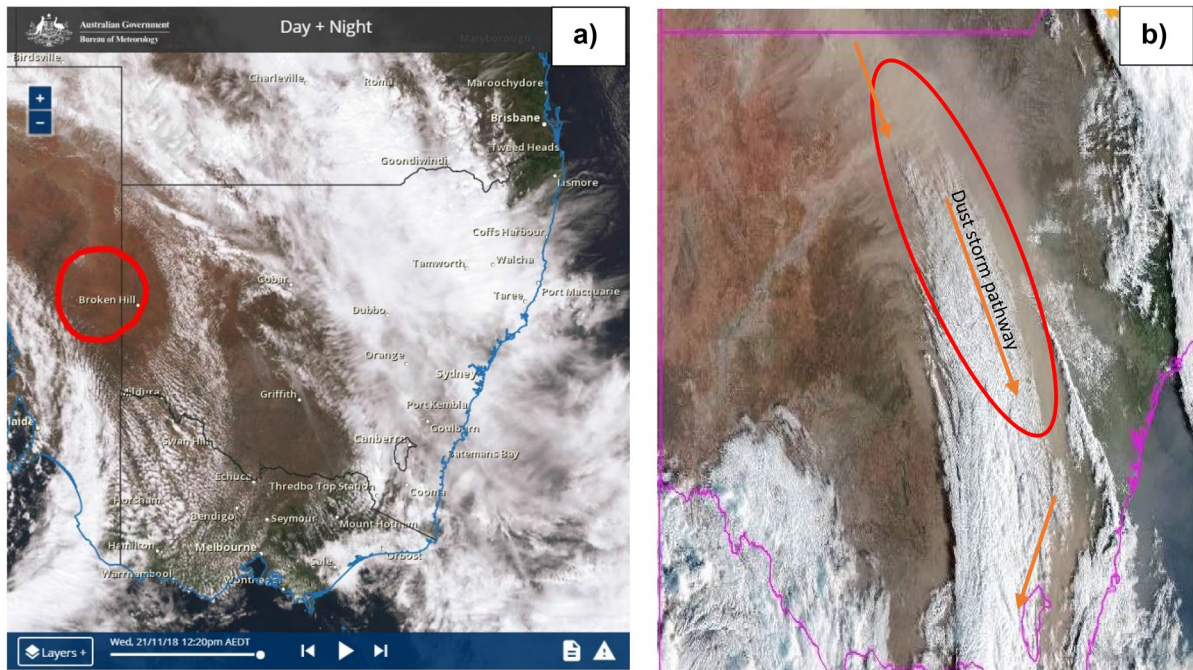 Australian Government
Bureau of Meteorology
Day + Night
a)
Maryborough
Birdsville
Charleville
Roma
Maroochydore
+
-
Brisbane
Tweed Heads
Goondiwindi
Lismore
Coffs Harbour
Tamworth
Walcha
Broken Hill
Cobar
Taree
Port Macquarie
Dubbo
Orange
Sydney
Mildura
Griffith
Port Kembla
Goulburn
Swan Hill
Canberra
Batemans Bay
Echuca
Thredbo Top Station
Cooma
Horsham
Bendigo
Seymour
Mount Hotham
Hamilton
Melbourne
Orbost
Warrnambool
Sale
Layers +
Wed, 21/11/18 12:20pm AEDT
b)
Dust storm pathway